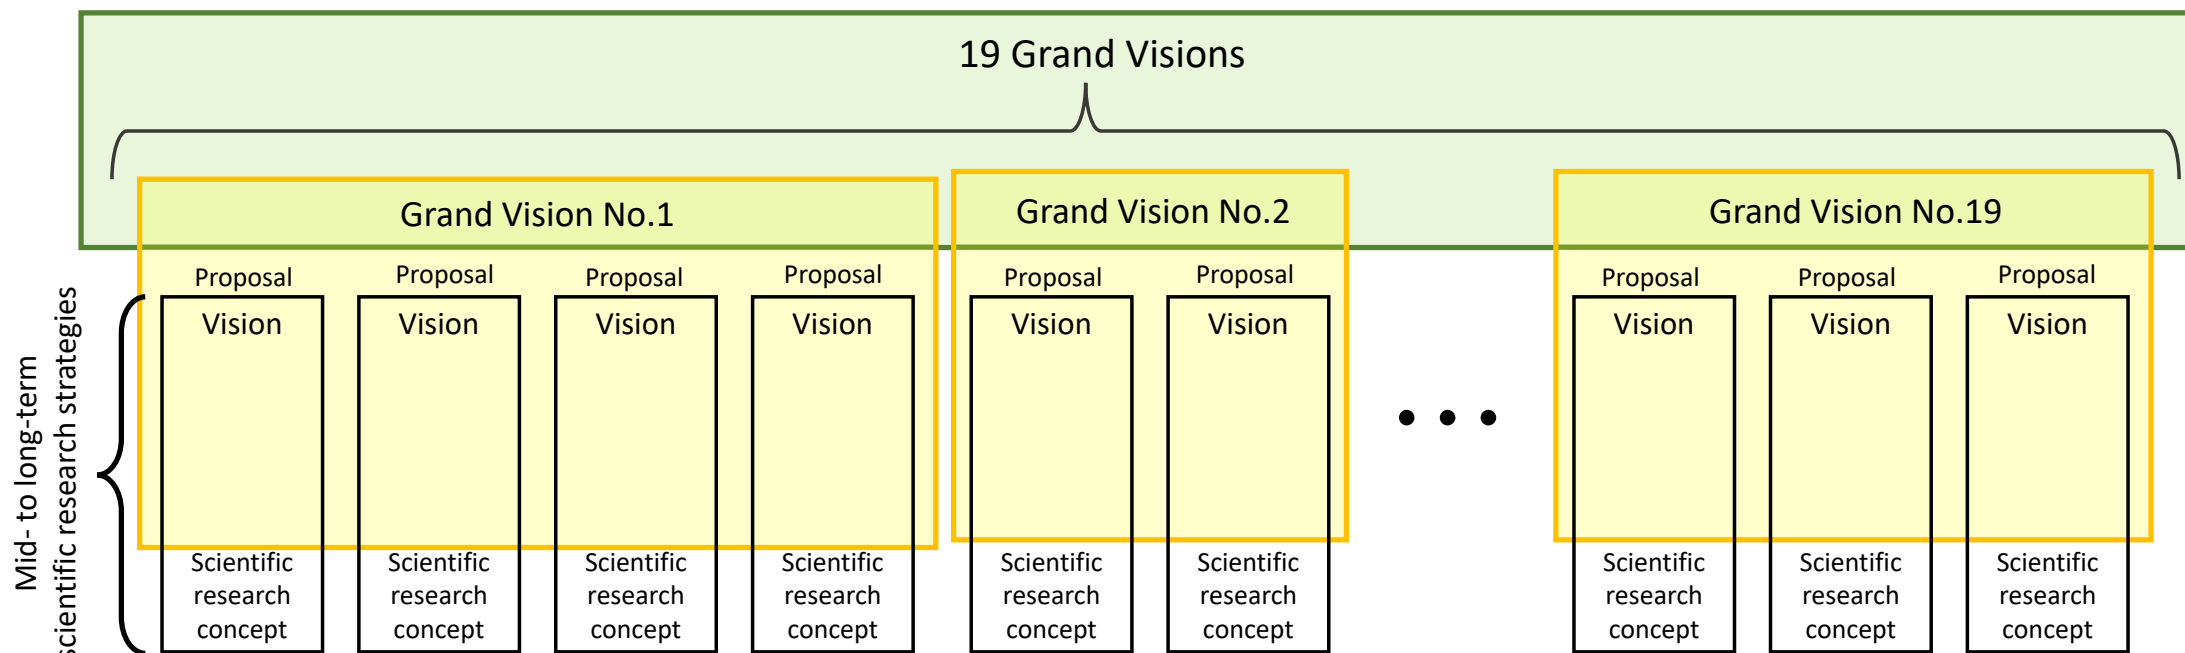 19 Grand Visions
Grand Vision No.1
Grand Vision No.2
Grand Vision No.19
Mid- to long-term
scientific research strategies
Proposal
Vision
Scientific
research
concept
Proposal
Vision
Scientific
research
concept
Proposal
Vision
Scientific
research
concept
Proposal
Vision
Scientific
research
concept
Proposal
Vision
Scientific
research
concept
Proposal
Vision
Scientific
research
concept
• • •
Proposal
Vision
Scientific
research
concept
Proposal
Vision
Scientific
research
concept
Proposal
Vision
Scientific
research
concept